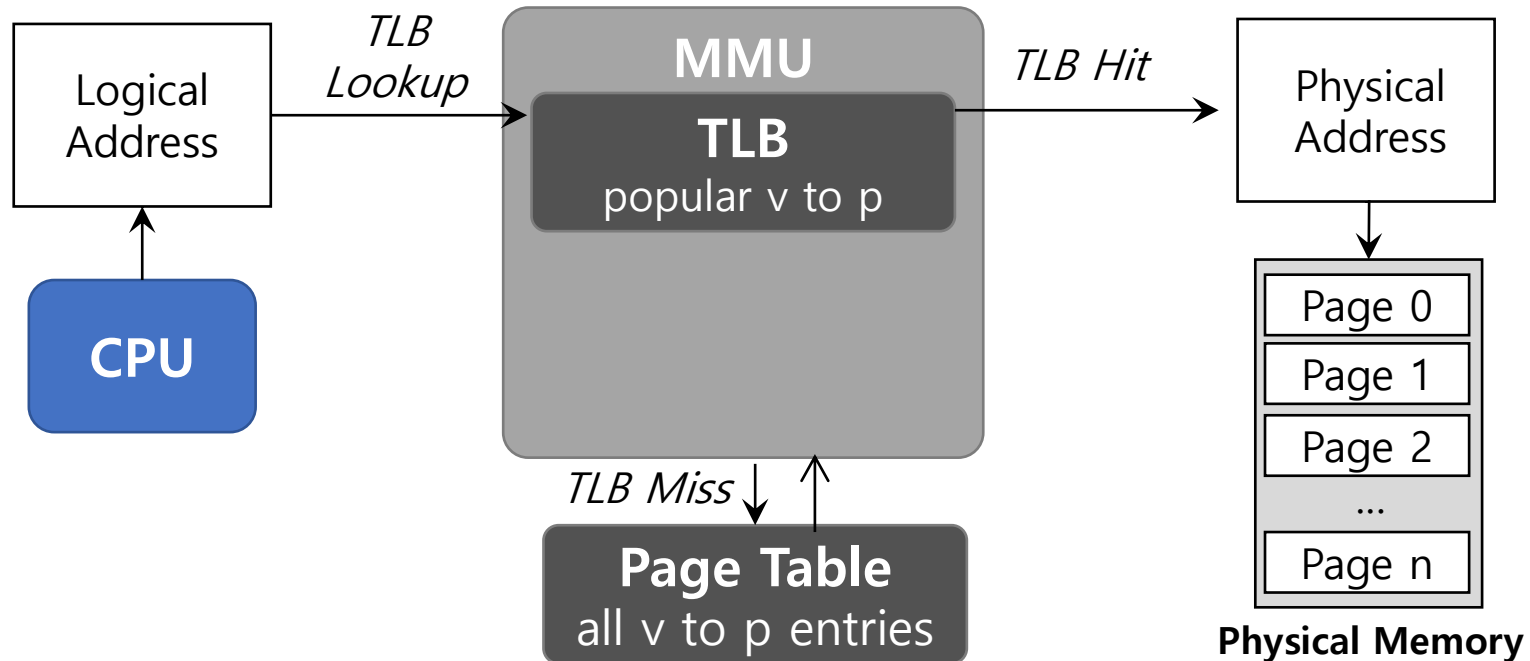 Logical
Address
TLB
Lookup
MMU
TLB
popular v to p
TLB Hit
Physical
Address
CPU
Page 0
Page 1
Page 2
...
Page n
Physical Memory
TLB Miss
Page Table
all v to p entries